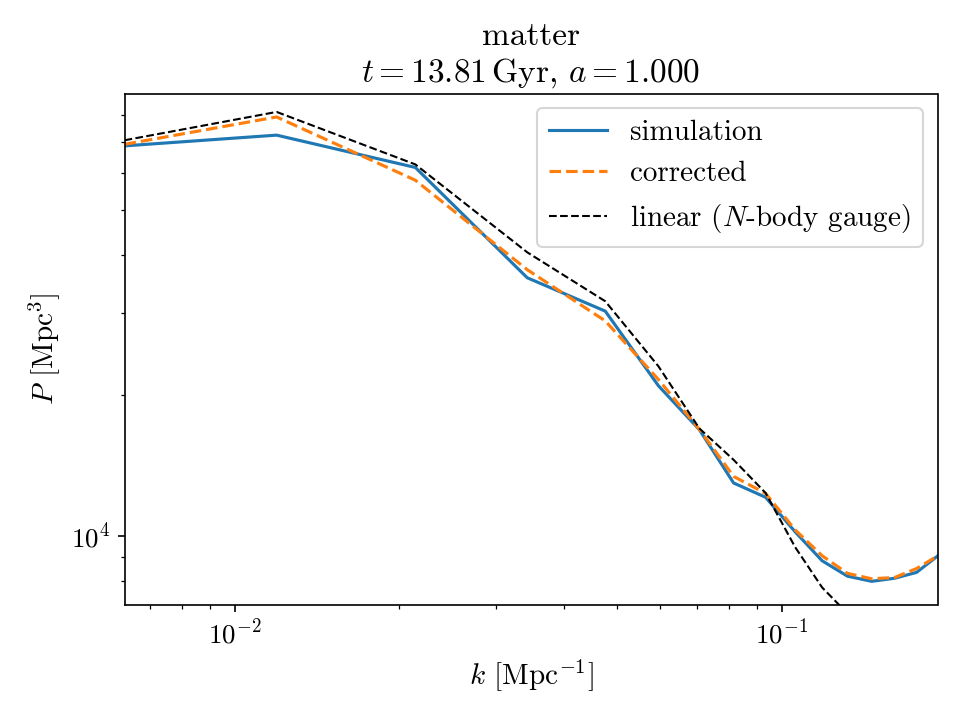 matter
t = 13.81 Gyr, a = 1.000
simulation
corrected
linear (N-body gauge)
P [Mpc³]
10⁴
10⁻²
10⁻¹
k [Mpc⁻¹]